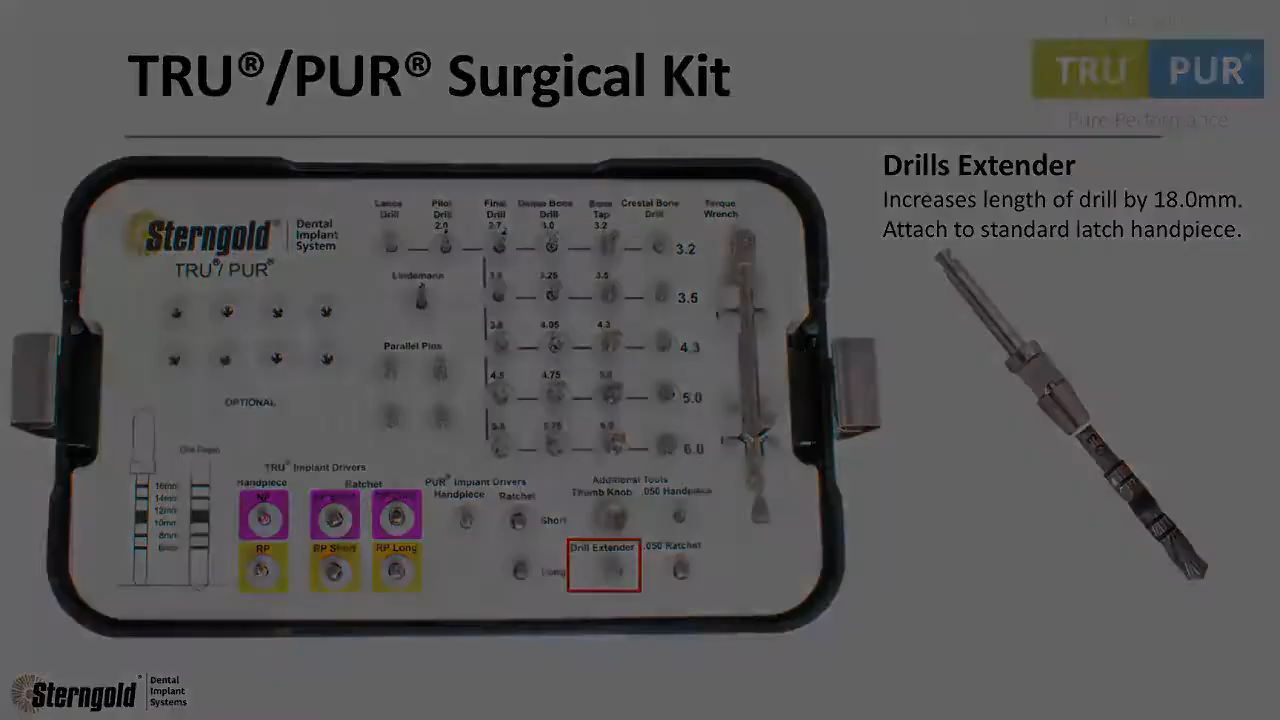 TRU®/PUR® Surgical Kit
TRU PUR®
Pure Performance
Drills Extender
Increases length of drill by 18.0mm.
Attach to standard latch handpiece.
Sterngold® Dental Implant System
TRU®/ PUR®
Lance Drill
Pilot Drill 2.0
Final Drill 2.7
Dense Bone Drill 3.0
Bone Tap 3.2
Crestal Bone Drill
Torque Wrench
3.2
Lindemann
3.25 3.5 3.5
4.05 4.3 4.3
Parallel Pins
4.5 4.75 5.0 5.0
5.75 6.0 6.0
OPTIONAL
16mm
14mm
12mm
10mm
8mm
6mm
TRU® Implant Drivers
Handpiece Ratchet
NP
RP RP Short RP Long
PUR® Implant Drivers
Handpiece Ratchet
Short
Long
Additional Tools
Thumb Knob .050 Handpiece
Drill Extender .050 Ratchet
Sterngold® Dental Implant Systems